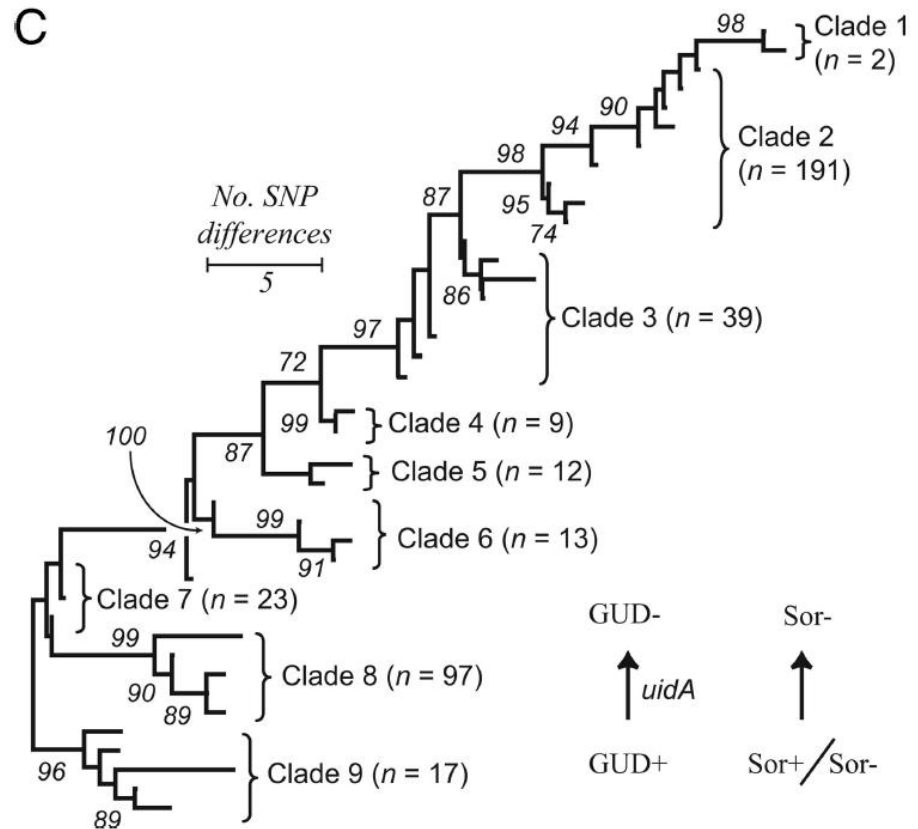 C
98
Clade 1
(n = 2)
90
94
98
Clade 2
(n = 191)
87
95
74
No. SNP
differences
5
86
Clade 3 (n = 39)
97
72
99
Clade 4 (n = 9)
87
100
Clade 5 (n = 12)
99
Clade 6 (n = 13)
94
91
Clade 7 (n = 23)
99
90
89
Clade 8 (n = 97)
96
89
Clade 9 (n = 17)
GUD-
Sor-
uidA
GUD+
Sor+/Sor-